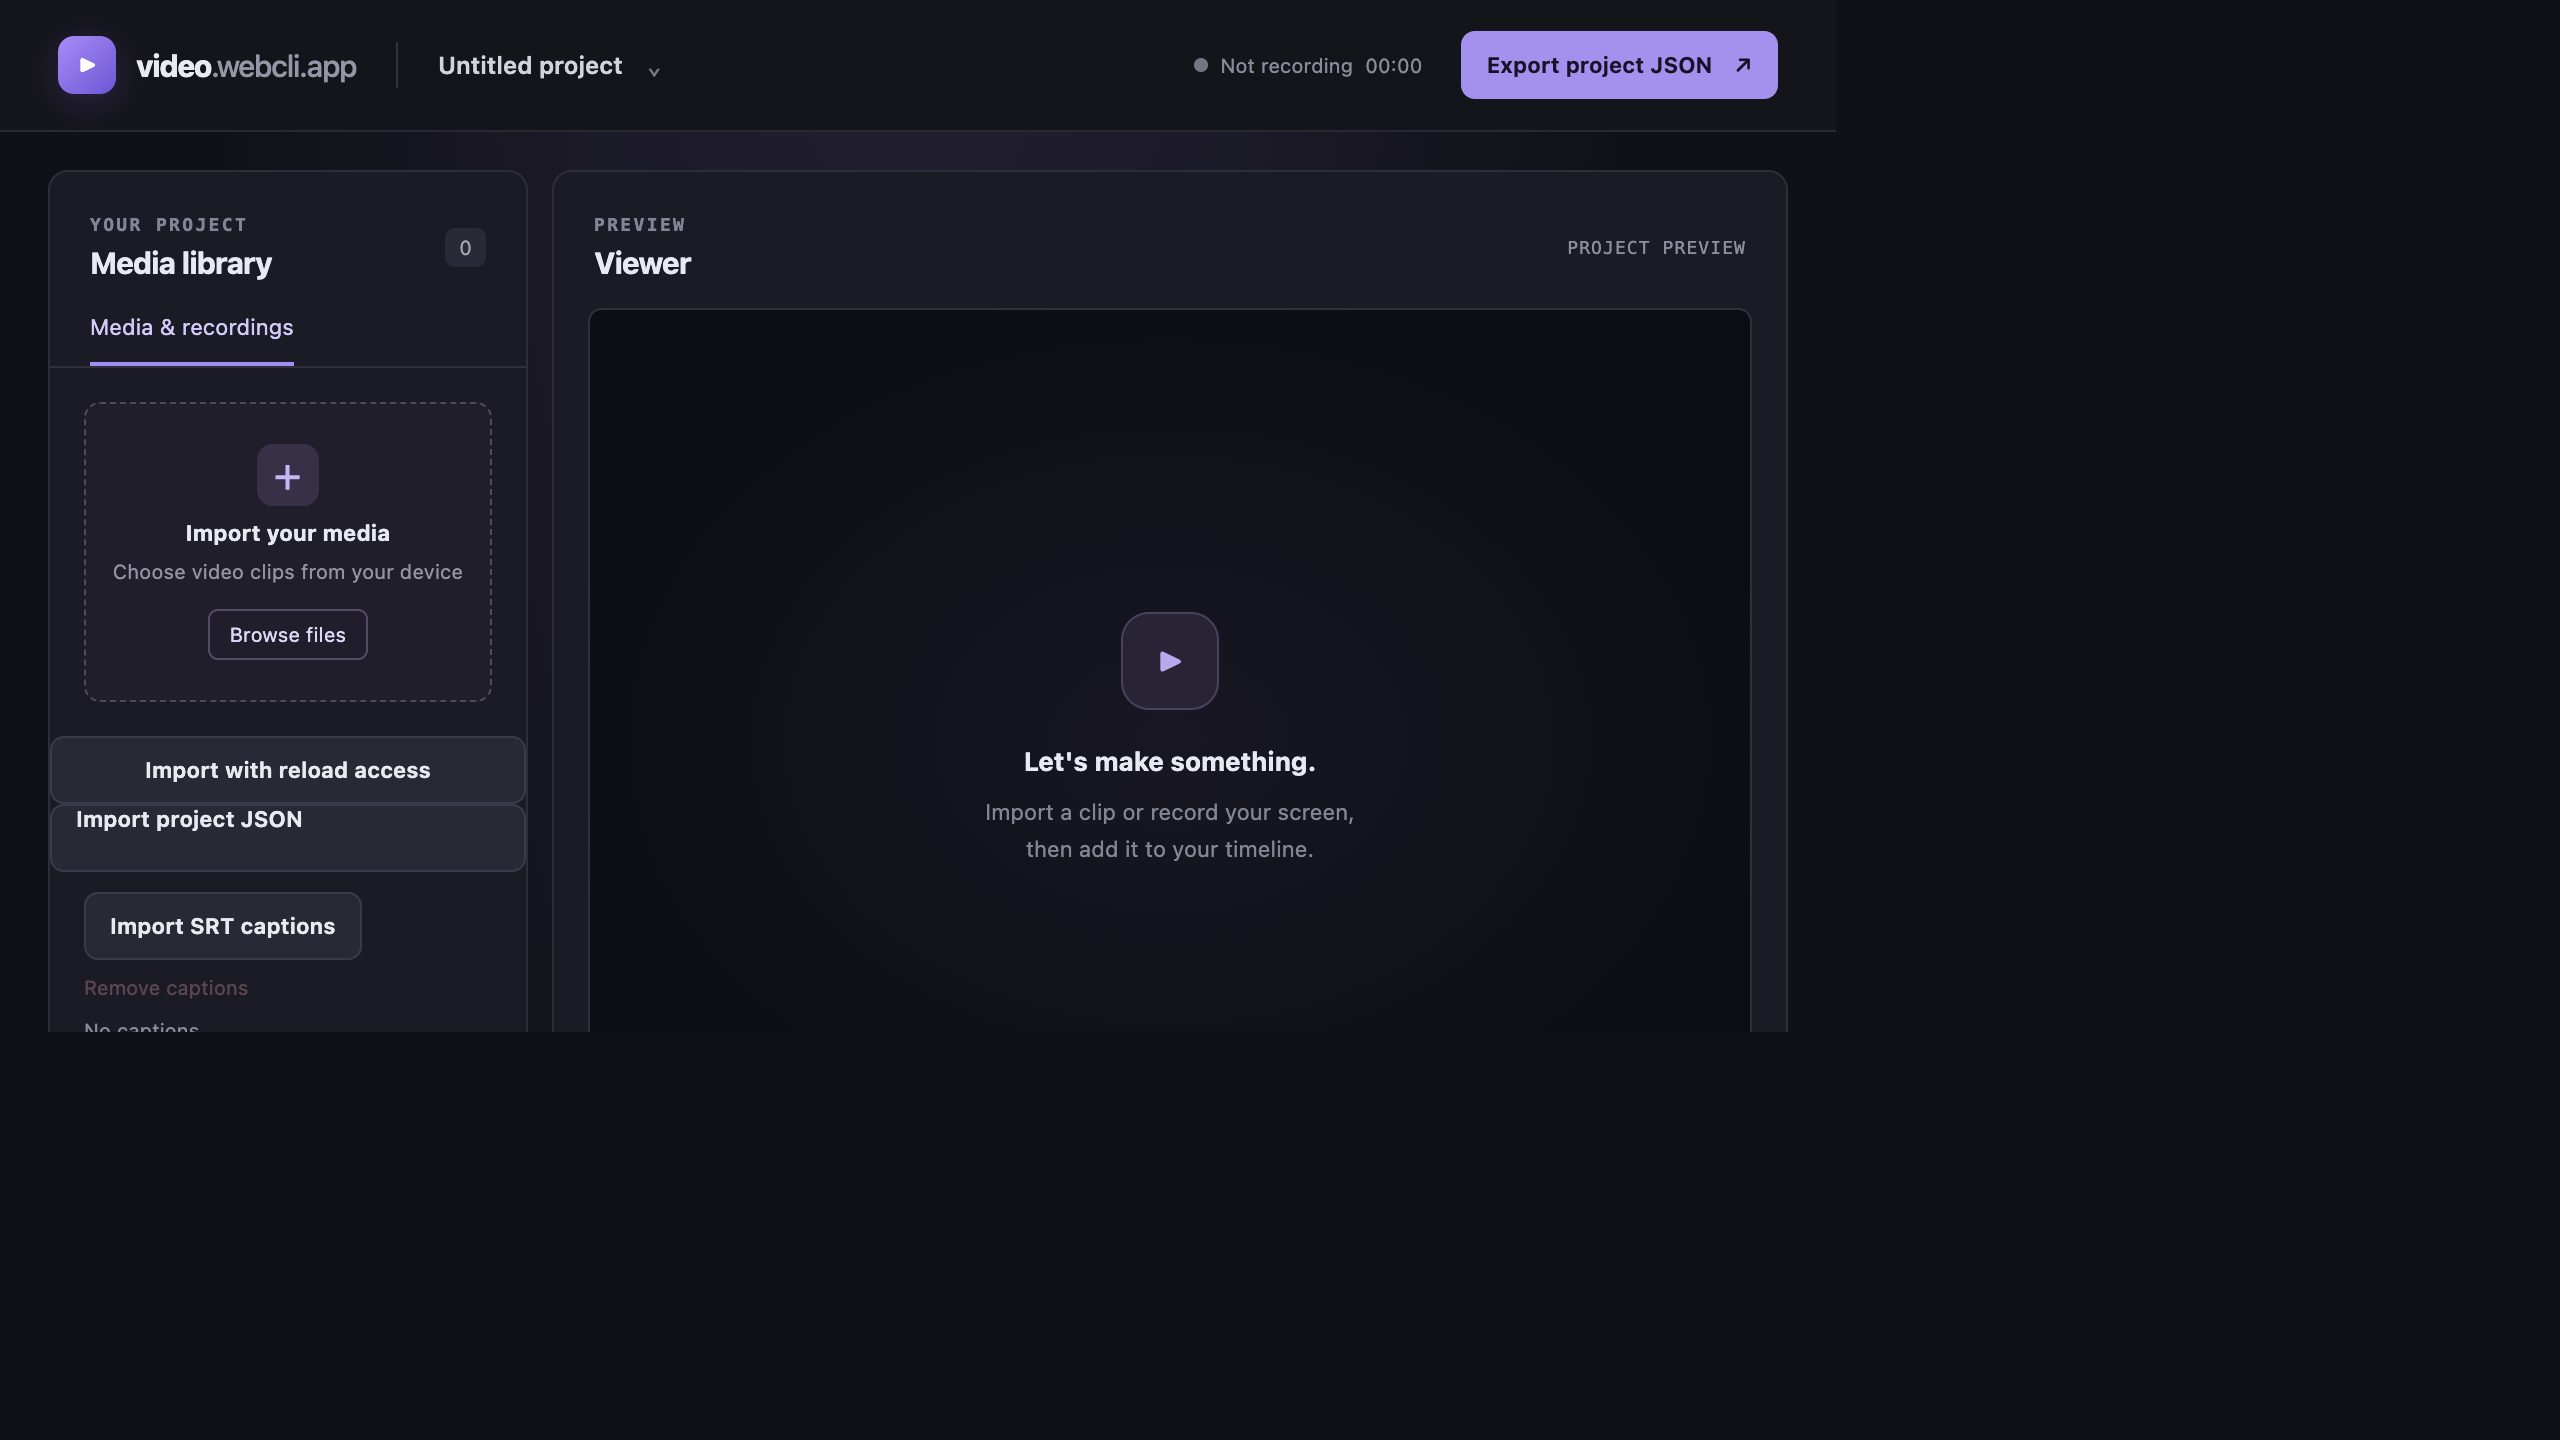 video.webcli.app
Untitled project
Not recording 00:00
Export project JSON
YOUR PROJECT
Media library
0
Media & recordings
Import your media
Choose video clips from your device
Browse files
Import with reload access
Import project JSON
Import SRT captions
Remove captions
No captions
PREVIEW
Viewer
PROJECT PREVIEW
Let's make something.
Import a clip or record your screen,
then add it to your timeline.